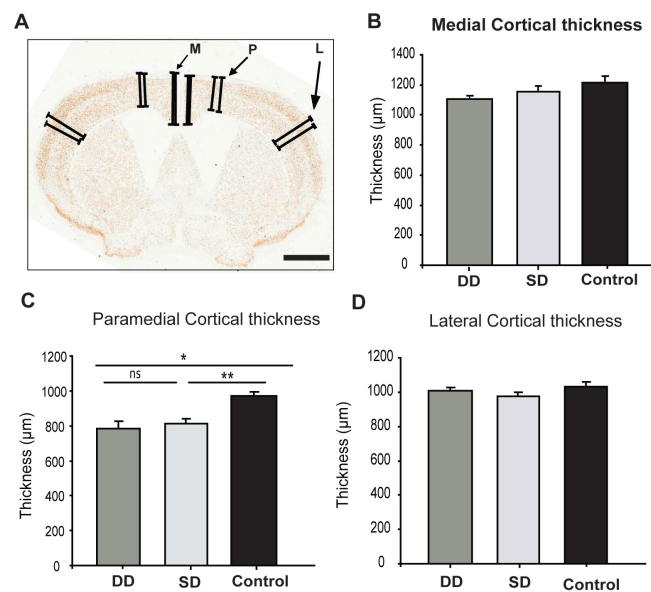 A
M
P
L
B
Medial Cortical thickness
Thickness (µm)
1400
1200
1000
800
600
400
200
0
DD SD Control
C
Paramedial Cortical thickness
Thickness (µm)
1200
1000
800
600
400
200
0
*
ns
**
DD SD Control
D
Lateral Cortical thickness
Thickness (µm)
1200
1000
800
600
400
200
0
DD SD Control